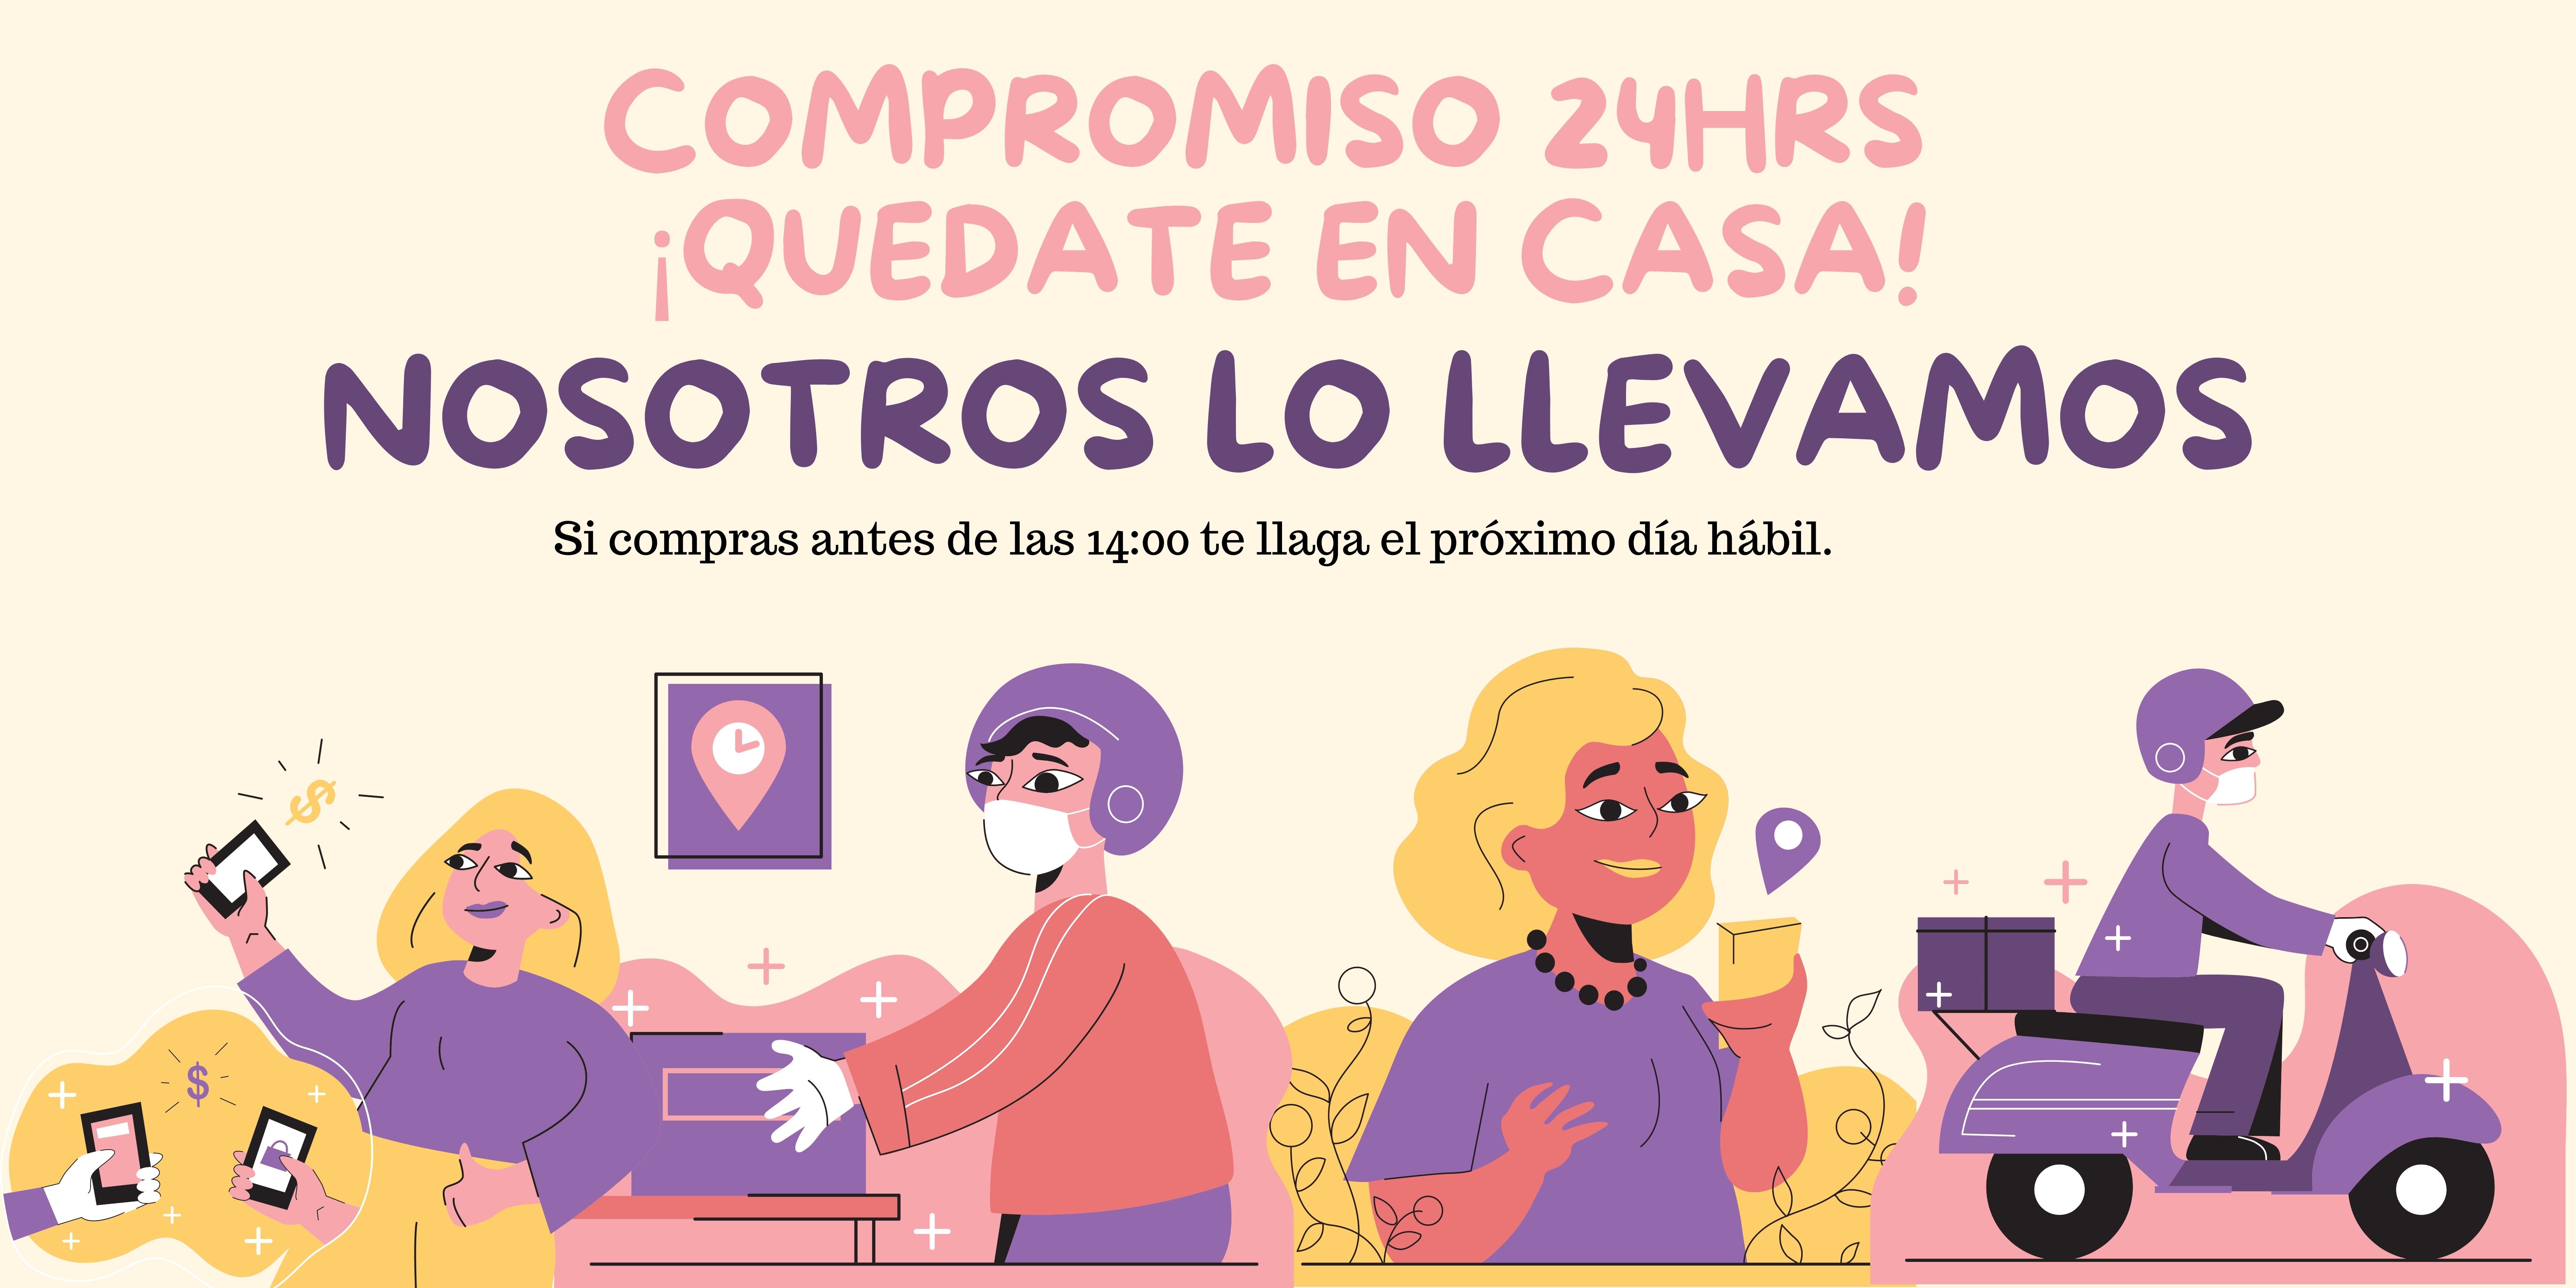 COMPROMISO 24HRS
¡QUEDATE EN CASA!
NOSOTROS LO LLEVAMOS
Si compras antes de las 14:00 te llaga el próximo día hábil.
$
$